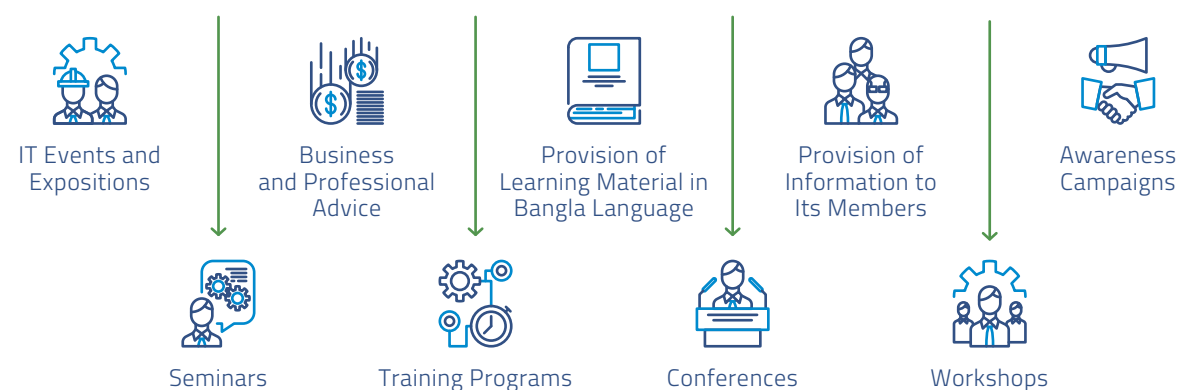 IT Events and
Expositions
Business
and Professional
Advice
Provision of
Learning Material in
Bangla Language
Provision of
Information to
Its Members
Awareness
Campaigns
Seminars
Training Programs
Conferences
Workshops